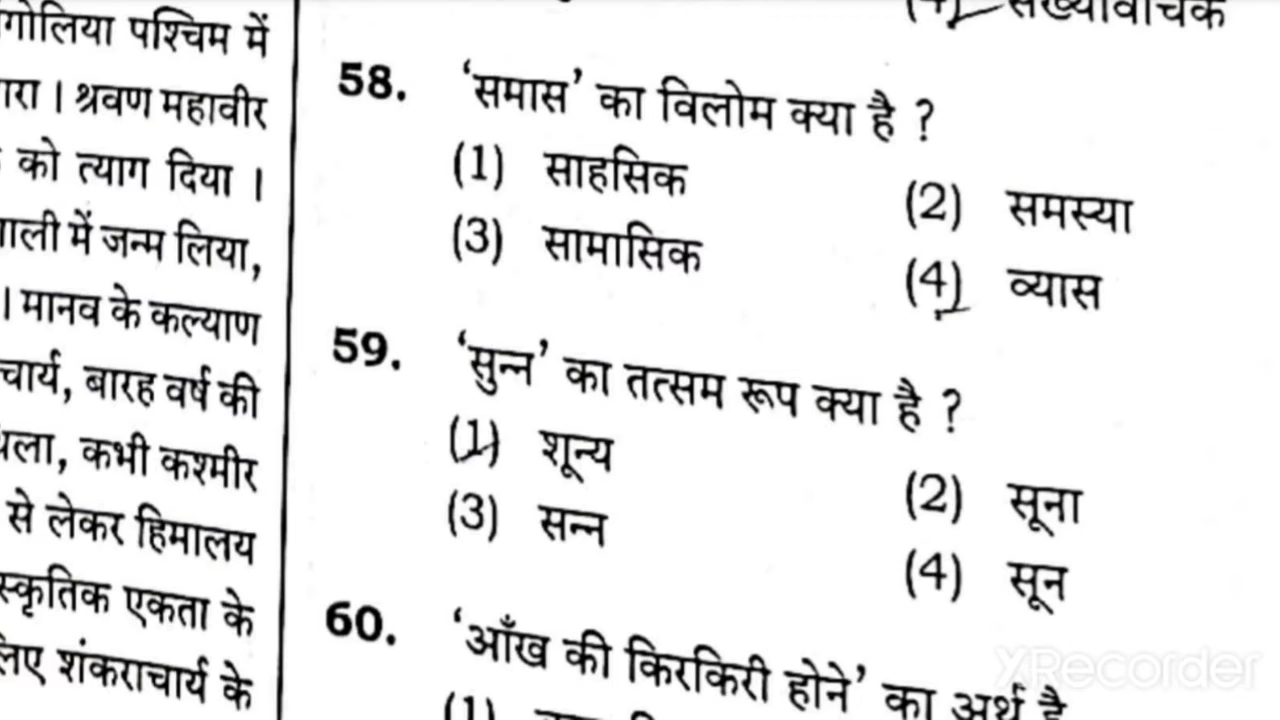 पश्चिम में
। श्रवण महावीर
को त्याग दिया ।
में जन्म लिया,
। मानव के कल्याण
बारह वर्ष की
कभी कश्मीर
से लेकर हिमालय
एकता के
शंकराचार्य के
58. 'समास' का विलोम क्या है ?
(1) साहसिक
(2) समस्या
(3) सामासिक
(4) व्यास
59. 'सुन्न' का तत्सम रूप क्या है ?
(1) शून्य
(2) सूना
(3) सन्न
(4) सून
60. 'आँख की किरकिरी होने' का अर्थ है
(1)
XRecorder